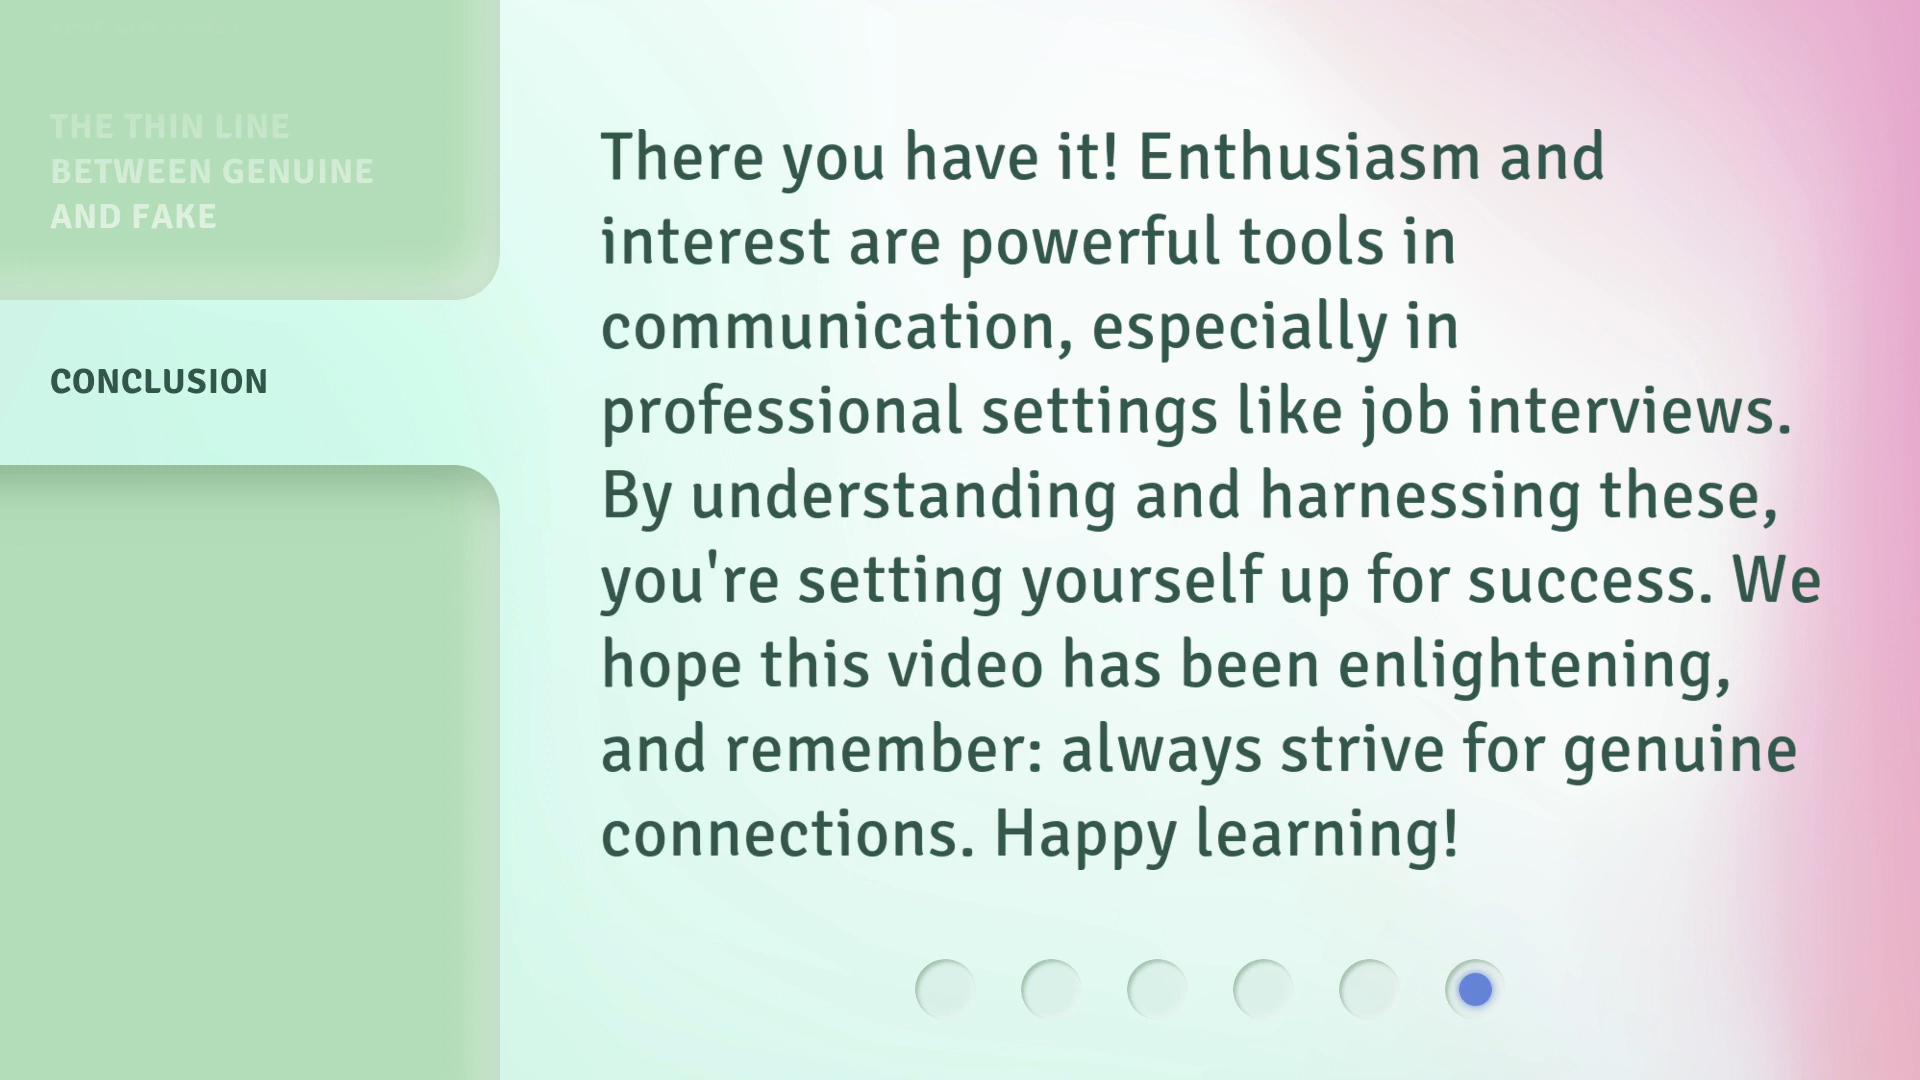 THE THIN LINE
BETWEEN GENUINE
AND FAKE
CONCLUSION
There you have it! Enthusiasm and
interest are powerful tools in
communication, especially in
professional settings like job interviews.
By understanding and harnessing these,
you're setting yourself up for success. We
hope this video has been enlightening,
and remember: always strive for genuine
connections. Happy learning!